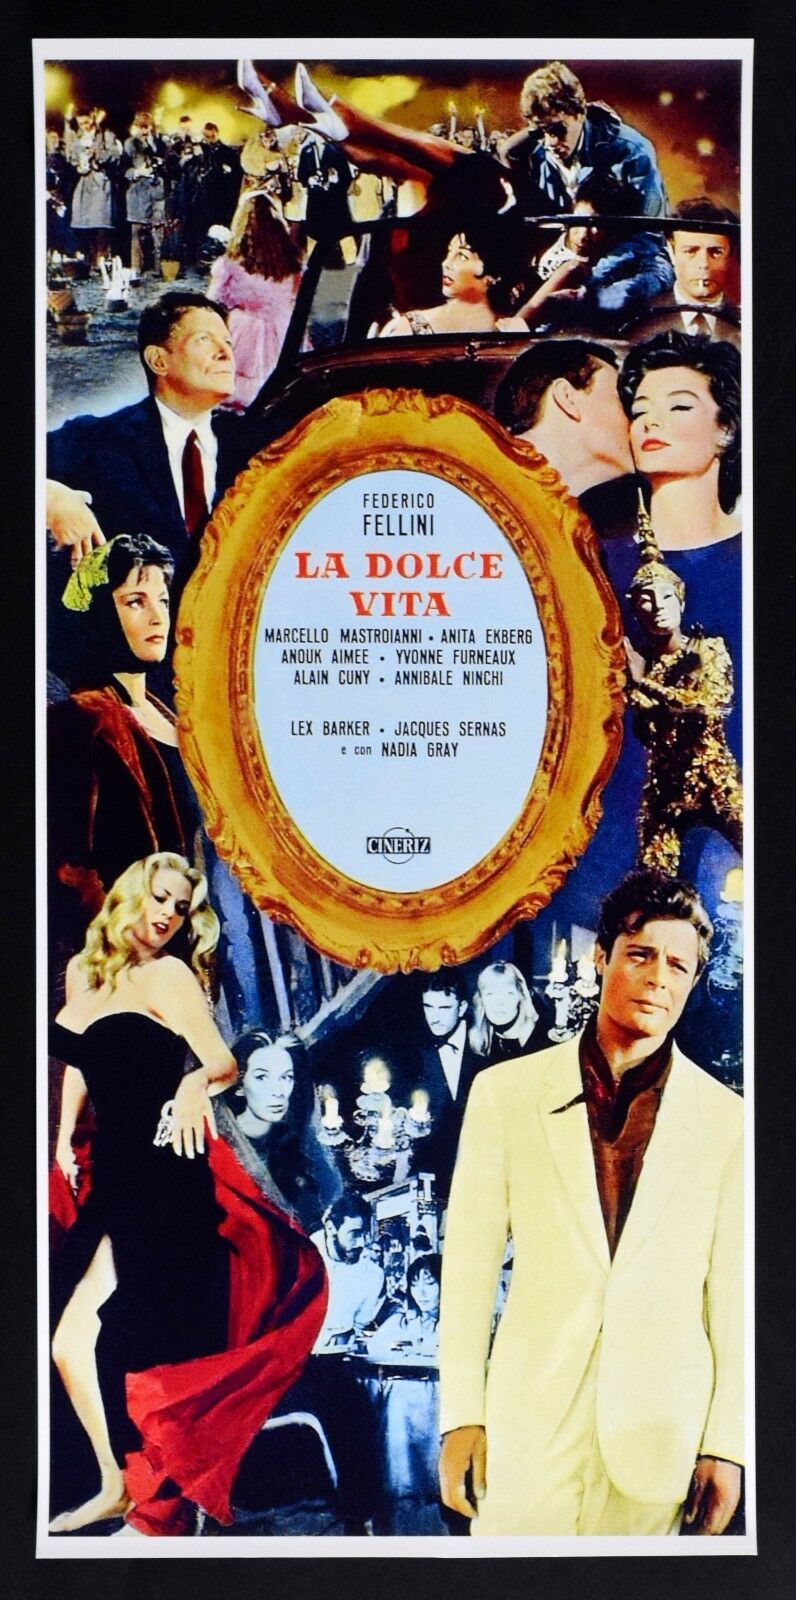 FEDERICO
FELLINI
LA DOLCE
VITA
MARCELLO MASTROIANNI • ANITA EKBERG
ANOUK AIMEE • YVONNE FURNEAUX
ALAIN CUNY • ANNIBALE NINCHI
LEX BARKER • JACQUES SERNAS
e con NADIA GRAY
CINERIZ